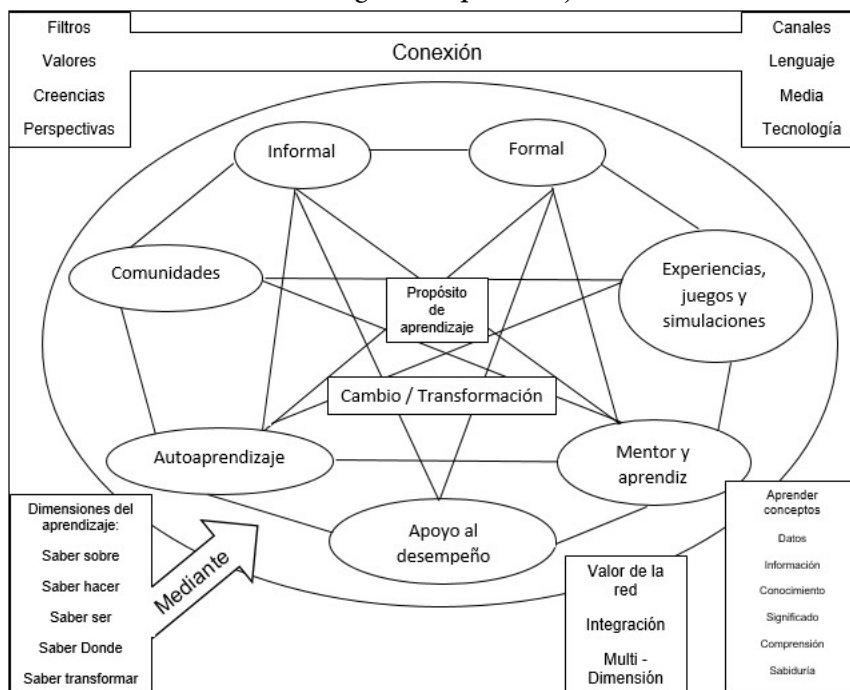 Filtros
Valores
Creencias
Perspectivas
Conexión
Canales
Lenguaje
Media
Tecnología
Informal
Formal
Comunidades
Experiencias,
juegos y
simulaciones
Propósito
de
aprendizaje
Cambio / Transformación
Autoaprendizaje
Mentor y
aprendiz
Apoyo al
desempeño
Dimensiones del
aprendizaje:
Saber sobre
Saber hacer
Saber ser
Saber Donde
Saber transformar
Mediante
Valor de la
red
Integración
Multi -
Dimensión
Aprender
conceptos
Datos
Información
Conocimiento
Significado
Comprensión
Sabiduría